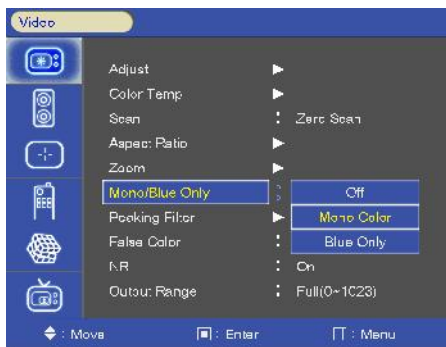 Video
Adjust
Color Temp
Scan : Zero Scan
Aspect Ratio
Zoom
Mono/Blue Only
Off
Peaking Filter
Mono Color
False Color :
Blue Only
NR : On
Output Range : Full(0~1023)
: Move : Enter : Menu